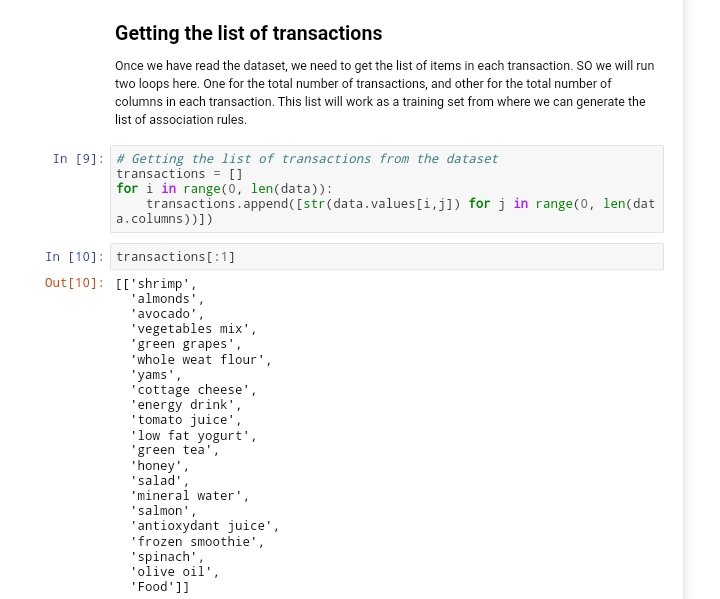 Getting the list of transactions
Once we have read the dataset, we need to get the list of items in each transaction. SO we will run
two loops here. One for the total number of transactions, and other for the total number of
columns in each transaction. This list will work as a training set from where we can generate the
list of association rules.
In [9]: # Getting the list of transactions from the dataset
transactions = []
for i in range(0, len(data)):
    transactions.append([str(data.values[i,j]) for j in range(0, len(dat
a.columns))])
In [10]: transactions[:1]
Out[10]: [['shrimp',
  'almonds',
  'avocado',
  'vegetables mix',
  'green grapes',
  'whole weat flour',
  'yams',
  'cottage cheese',
  'energy drink',
  'tomato juice',
  'low fat yogurt',
  'green tea',
  'honey',
  'salad',
  'mineral water',
  'salmon',
  'antioxydant juice',
  'frozen smoothie',
  'spinach',
  'olive oil',
  'Food']]